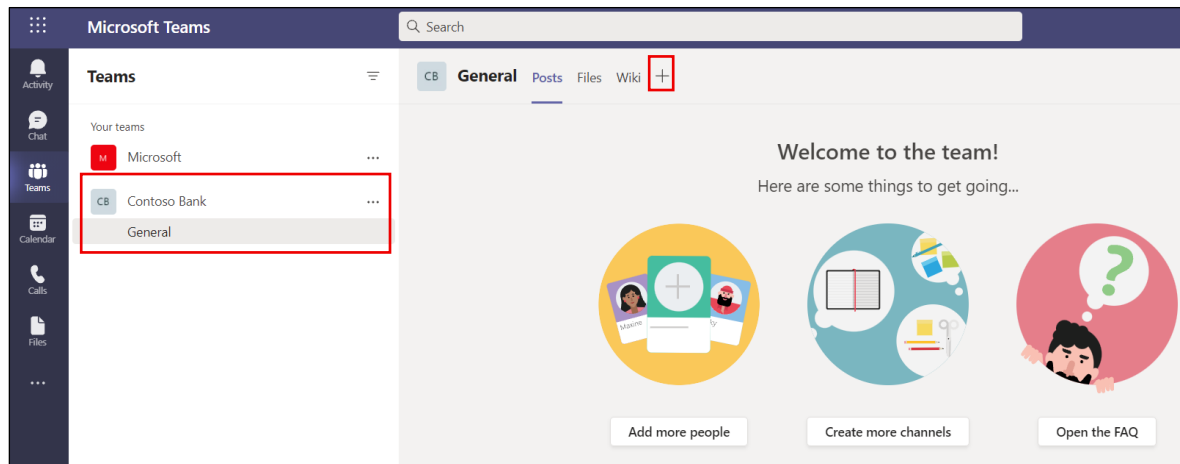 Microsoft Teams
Search
Activity
Chat
Teams
Calendar
Calls
Files
Teams
Your teams
M Microsoft
CB Contoso Bank
General
CB General Posts Files Wiki
Welcome to the team!
Here are some things to get going...
Maxine
Add more people
Create more channels
Open the FAQ